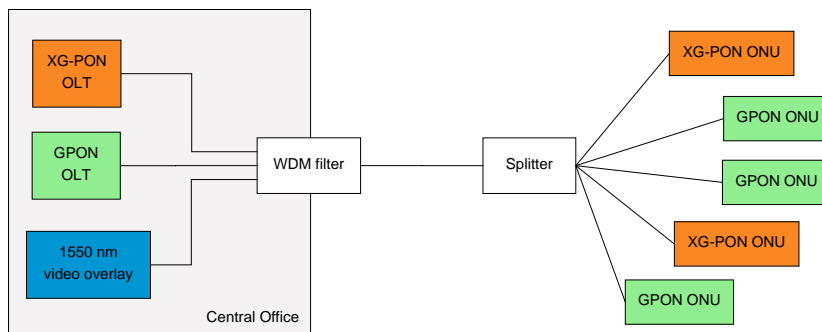 XG-PON
OLT
GPON
OLT
1550 nm
video overlay
Central Office
WDM filter
Splitter
XG-PON ONU
GPON ONU
GPON ONU
XG-PON ONU
GPON ONU